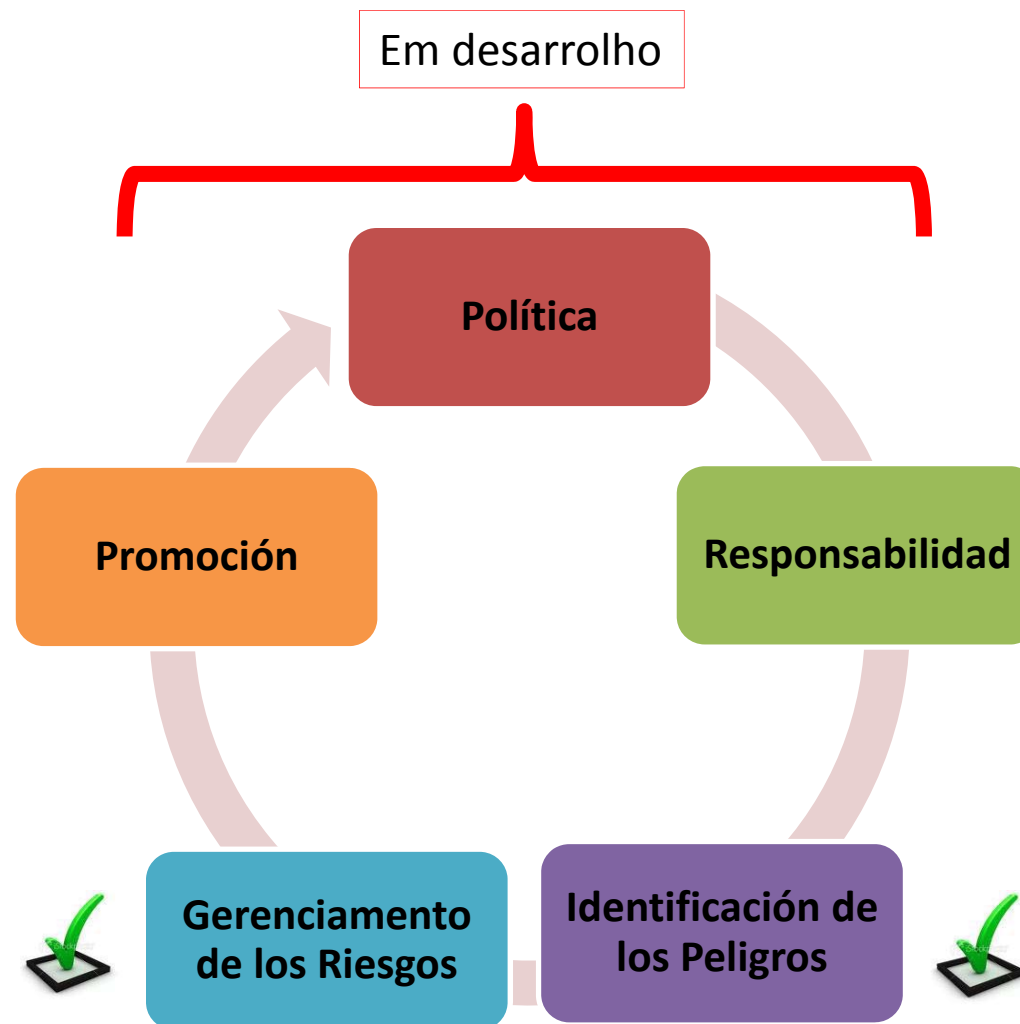 Em desarrolho
Política
Promoción
Responsabilidad
Gerenciamento
de los Riesgos
Identificación de
los Peligros